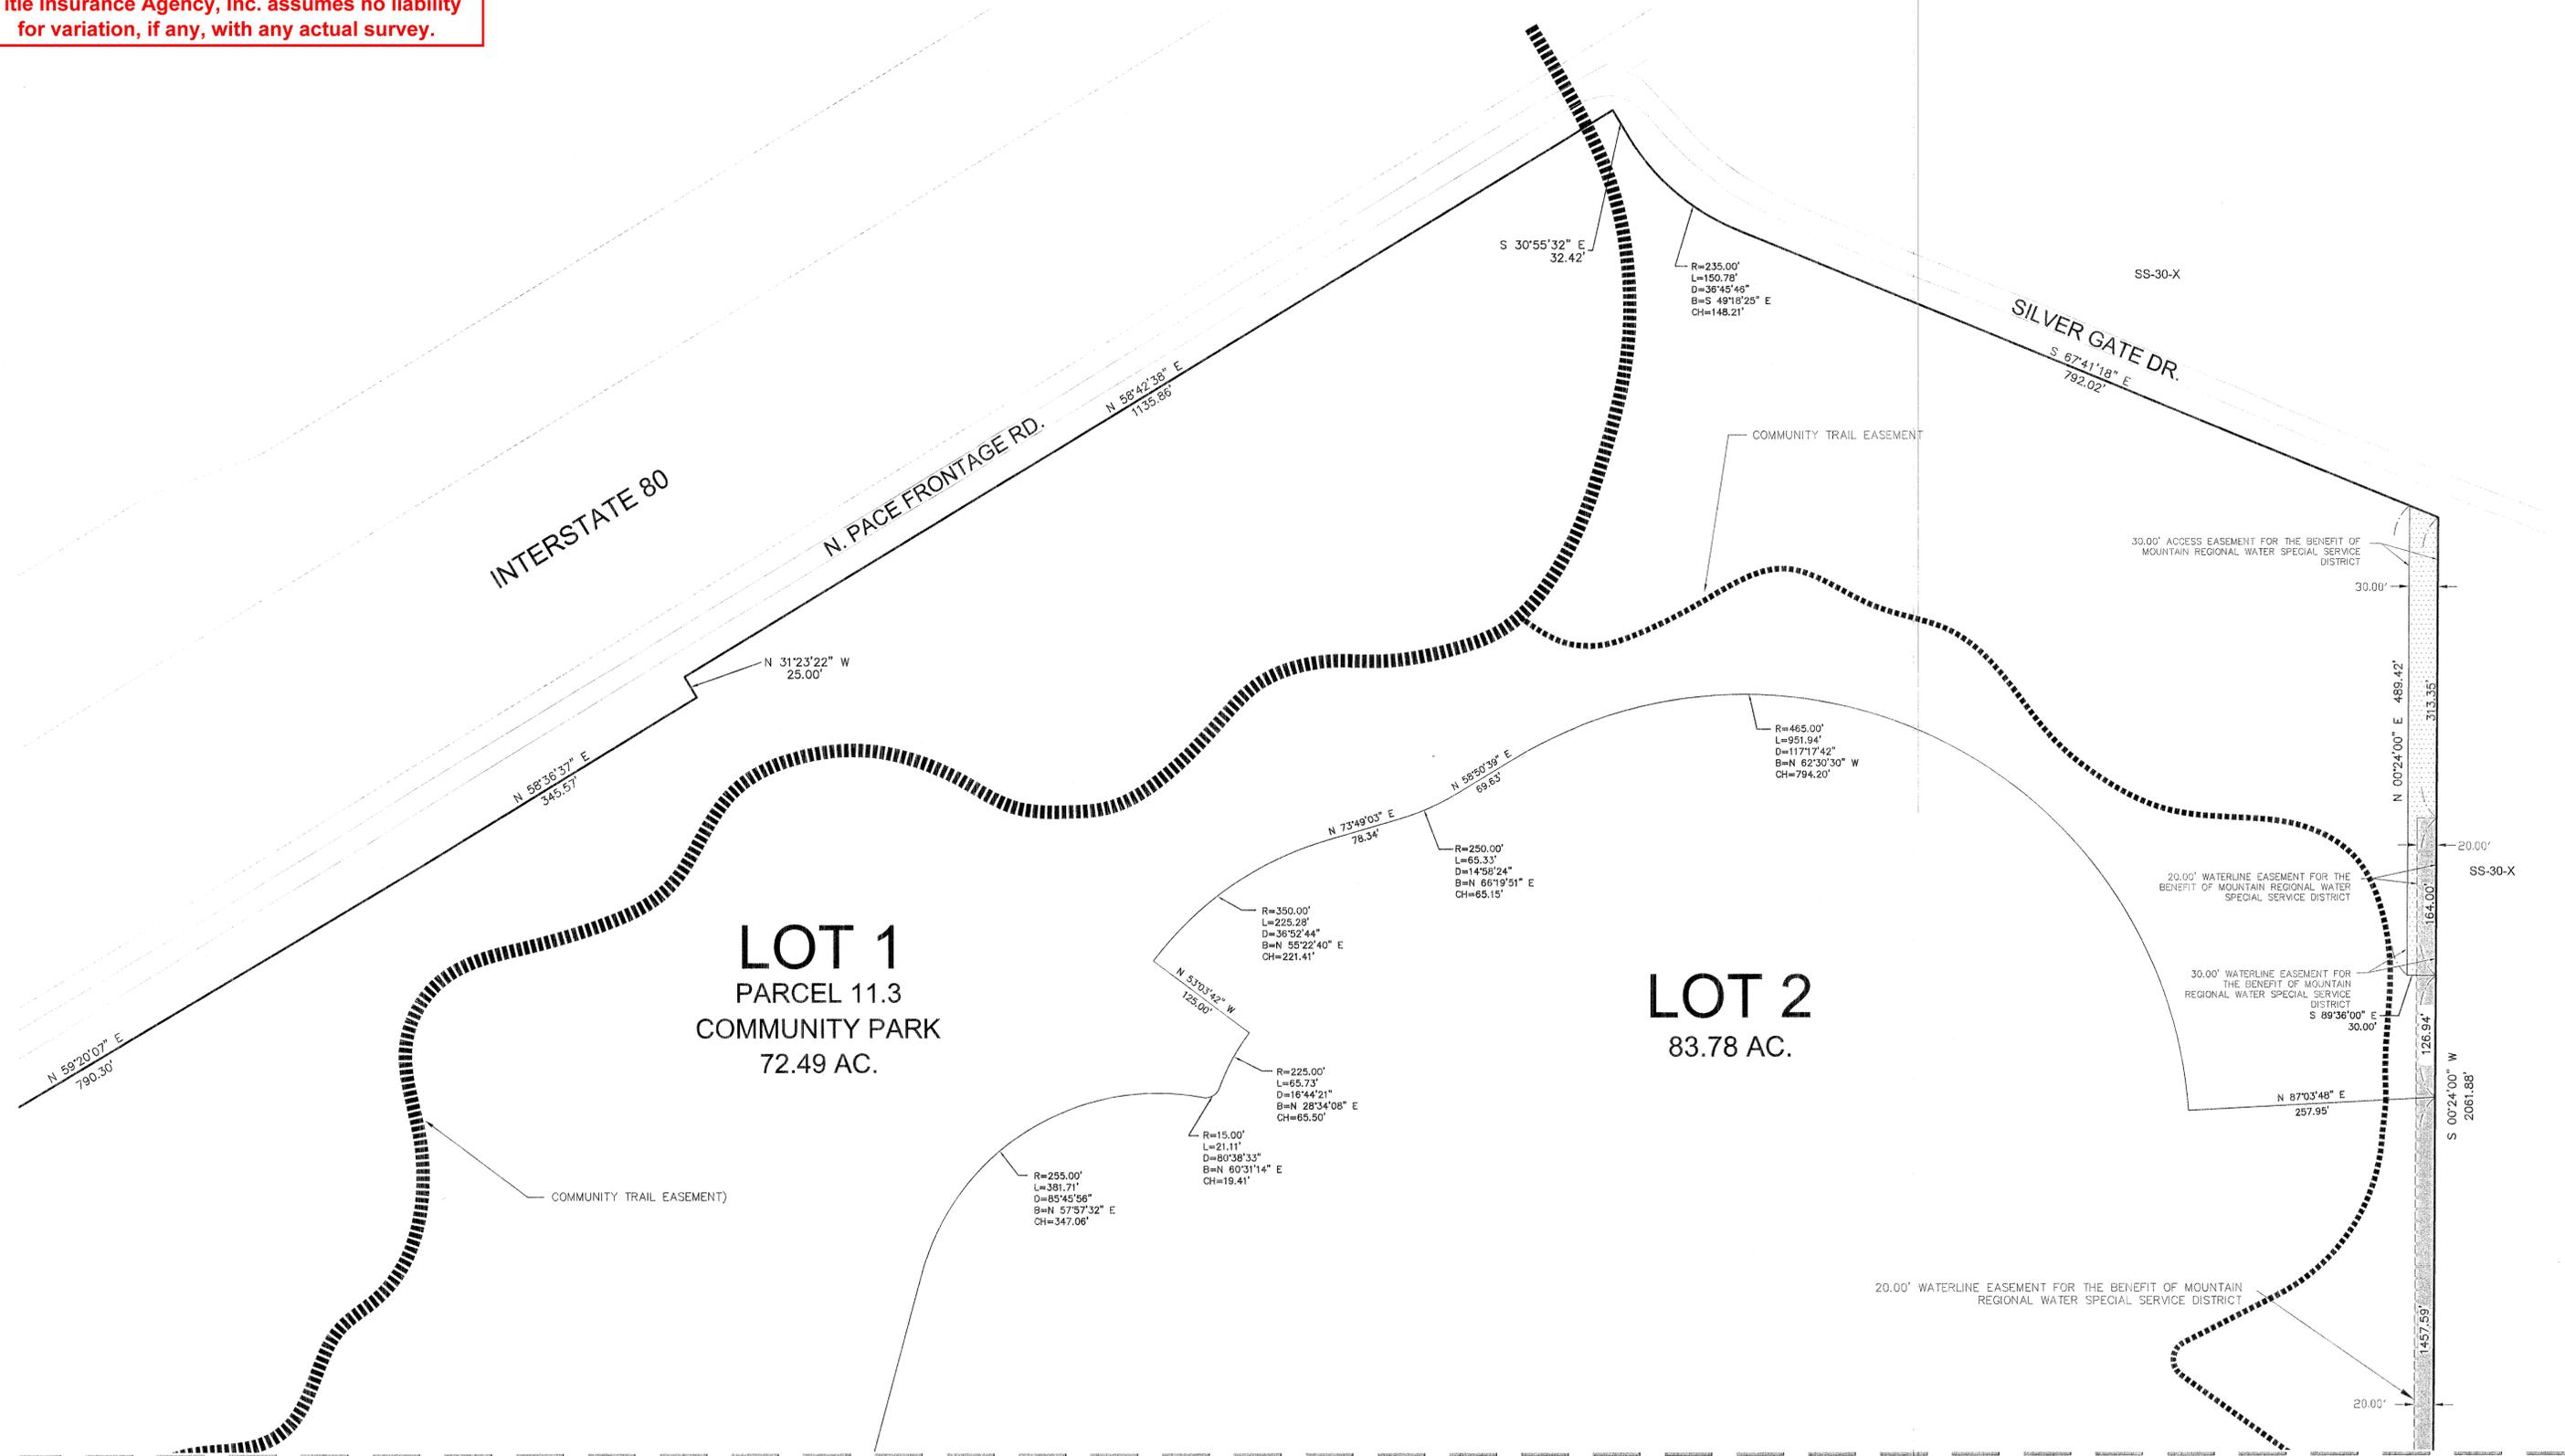 itle Insurance Agency, Inc. assumes no liability
for variation, if any, with any actual survey.
S 30°55'32" E
32.42'
R=235.00'
L=150.78'
D=36°45'46"
B=S 49°18'25" E
CH=148.21'
SS-30-X
SILVER GATE DR.
S 67°41'18" E
792.02'
N 58°42'38" E
1135.86'
N. PACE FRONTAGE RD.
INTERSTATE 80
COMMUNITY TRAIL EASEMENT
30.00' ACCESS EASEMENT FOR THE BENEFIT OF
MOUNTAIN REGIONAL WATER SPECIAL SERVICE
DISTRICT
30.00'
N 31°23'22" W
25.00'
N 00°24'00" E 489.42'
313.35'
N 58°36'37" E
345.57'
R=465.00'
L=951.94'
D=117°17'42"
B=N 62°30'30" W
CH=794.20'
N 58°50'39" E
69.63'
N 73°49'03" E
78.34'
R=250.00'
L=65.33'
D=14°58'24"
B=N 66°19'51" E
CH=65.15'
20.00'
SS-30-X
20.00' WATERLINE EASEMENT FOR THE
BENEFIT OF MOUNTAIN REGIONAL WATER
SPECIAL SERVICE DISTRICT
164.00'
R=350.00'
L=225.28'
D=36°52'44"
B=N 55°22'40" E
CH=221.41'
LOT 1
PARCEL 11.3
COMMUNITY PARK
72.49 AC.
N 53°03'42" W
125.00'
LOT 2
83.78 AC.
30.00' WATERLINE EASEMENT FOR
THE BENEFIT OF MOUNTAIN
REGIONAL WATER SPECIAL SERVICE
DISTRICT
S 89°36'00" E
30.00'
126.94'
N 59°20'07" E
790.30'
R=225.00'
L=65.73'
D=16°44'21"
B=N 28°34'08" E
CH=65.50'
N 87°03'48" E
257.95'
S 00°24'00" W
2061.88'
R=15.00'
L=21.11'
D=80°38'33"
B=N 60°31'14" E
CH=19.41'
R=255.00'
L=381.71'
D=85°45'56"
B=N 57°57'32" E
CH=347.06'
COMMUNITY TRAIL EASEMENT)
20.00' WATERLINE EASEMENT FOR THE BENEFIT OF MOUNTAIN
REGIONAL WATER SPECIAL SERVICE DISTRICT
1457.59'
20.00'